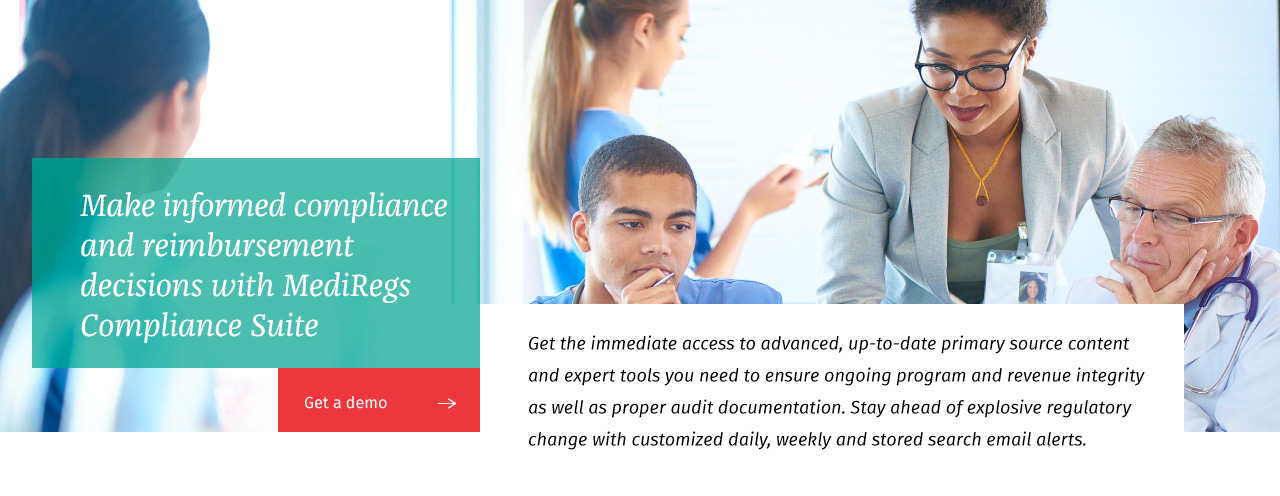 Make informed compliance
and reimbursement
decisions with MediRegs
Compliance Suite
Get a demo
Get the immediate access to advanced, up-to-date primary source content
and expert tools you need to ensure ongoing program and revenue integrity
as well as proper audit documentation. Stay ahead of explosive regulatory
change with customized daily, weekly and stored search email alerts.